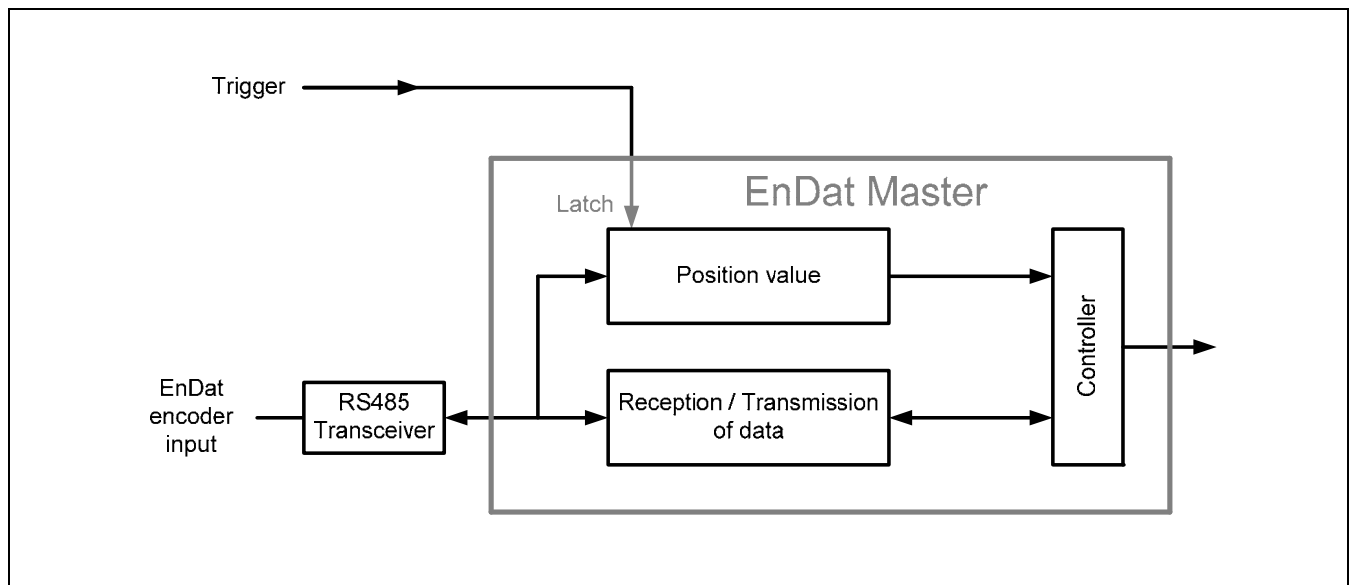 Trigger
EnDat Master
Latch
Position value
Controller
EnDat
encoder
input
RS485
Transceiver
Reception / Transmission
of data